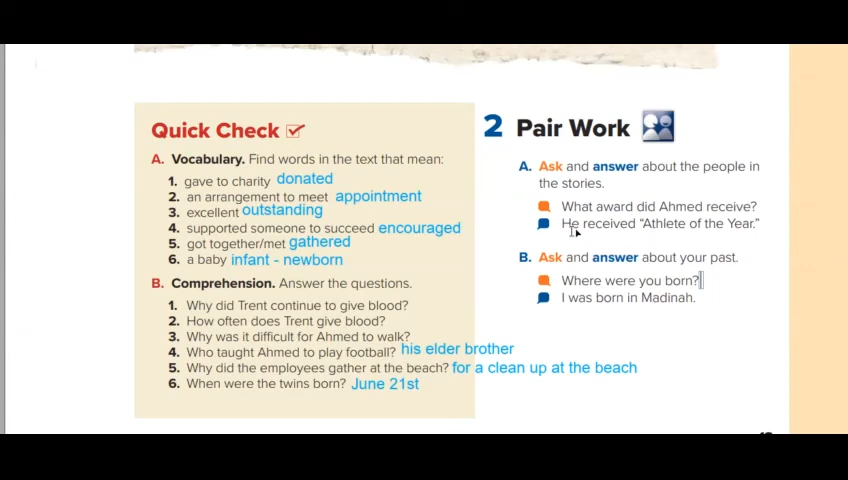 Quick Check
A. Vocabulary. Find words in the text that mean:
1. gave to charity donated
2. an arrangement to meet appointment
3. excellent outstanding
4. supported someone to succeed encouraged
5. got together/met gathered
6. a baby infant - newborn
B. Comprehension. Answer the questions.
1. Why did Trent continue to give blood?
2. How often does Trent give blood?
3. Why was it difficult for Ahmed to walk?
4. Who taught Ahmed to play football? his elder brother
5. Why did the employees gather at the beach? for a clean up at the beach
6. When were the twins born? June 21st
2 Pair Work
A. Ask and answer about the people in
the stories.
What award did Ahmed receive?
He received “Athlete of the Year.”
B. Ask and answer about your past.
Where were you born?
I was born in Madinah.